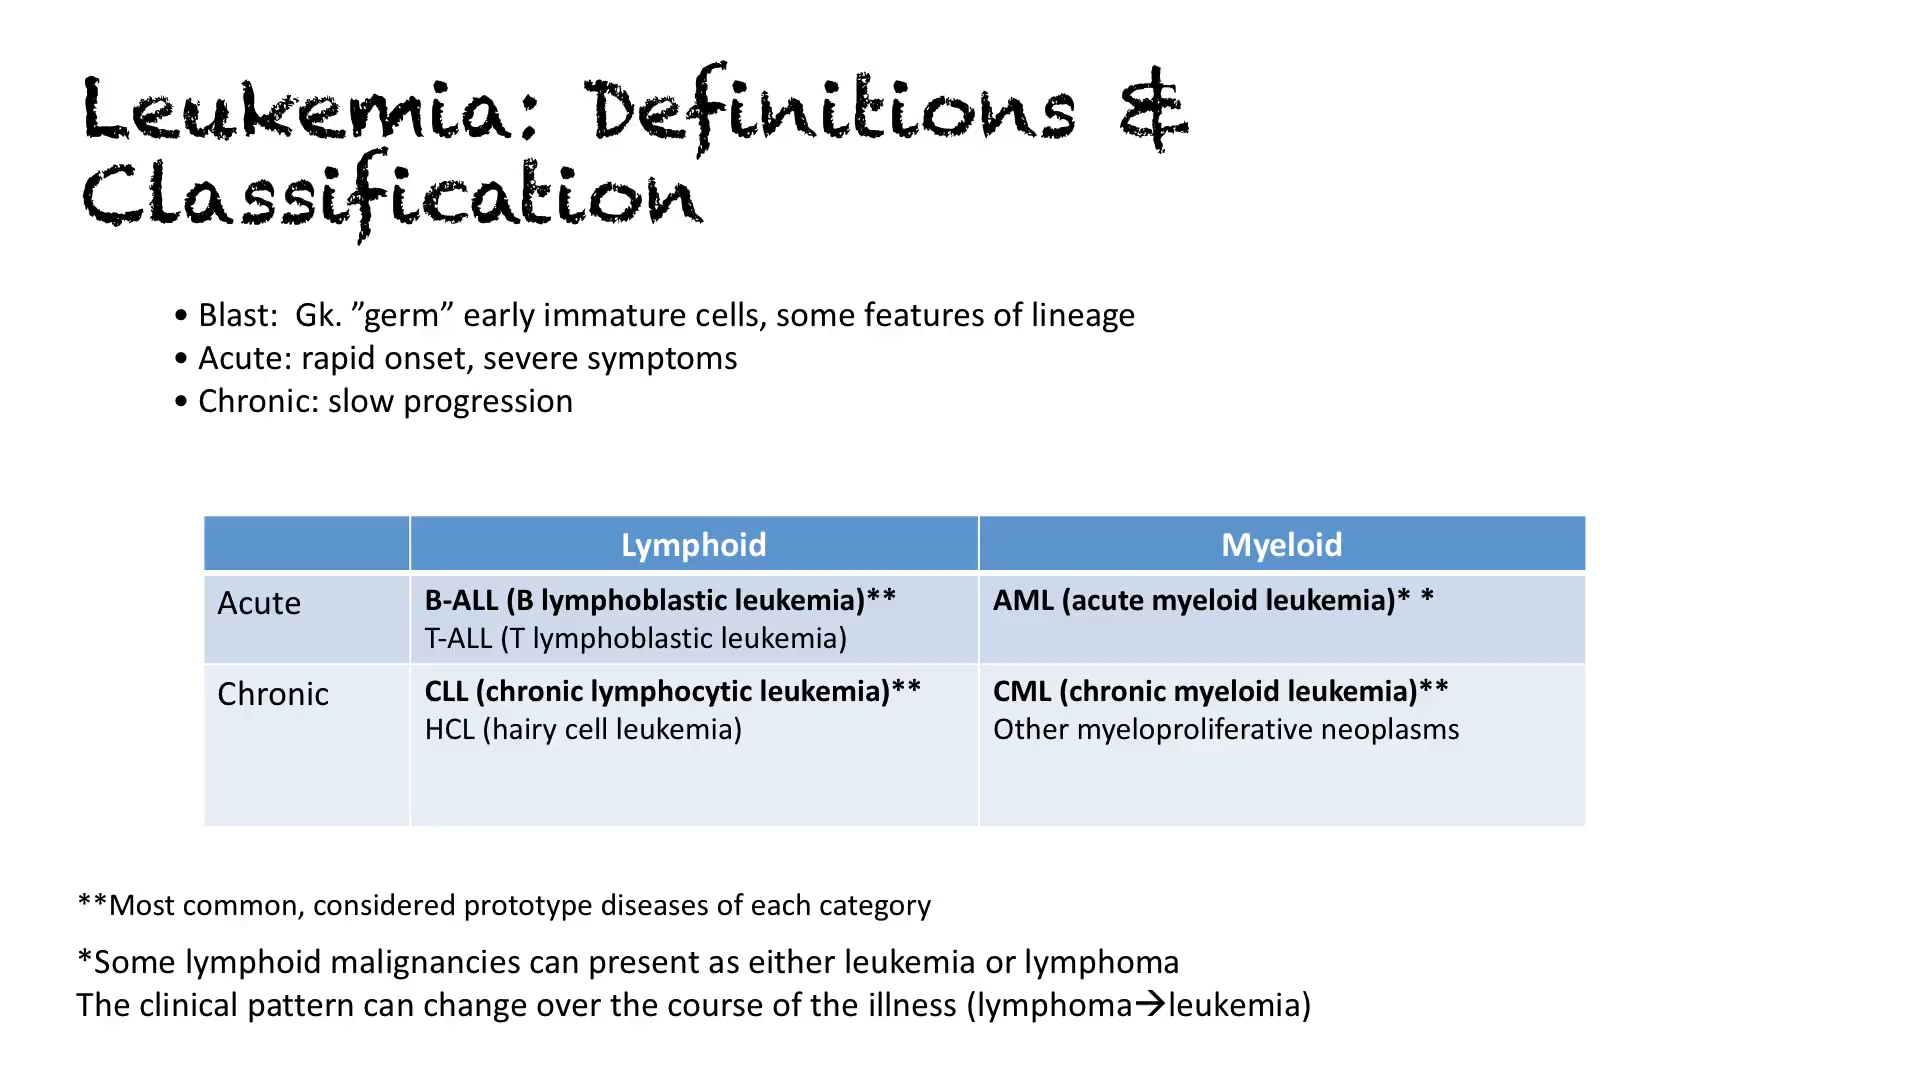 Leukemia: Definitions &
Classification
• Blast:  Gk. ”germ” early immature cells, some features of lineage
• Acute: rapid onset, severe symptoms
• Chronic: slow progression
Lymphoid Myeloid
Acute B-ALL (B lymphoblastic leukemia)** AML (acute myeloid leukemia)* *
T-ALL (T lymphoblastic leukemia)
Chronic CLL (chronic lymphocytic leukemia)** CML (chronic myeloid leukemia)**
HCL (hairy cell leukemia) Other myeloproliferative neoplasms
**Most common, considered prototype diseases of each category
*Some lymphoid malignancies can present as either leukemia or lymphoma
The clinical pattern can change over the course of the illness (lymphoma→leukemia)